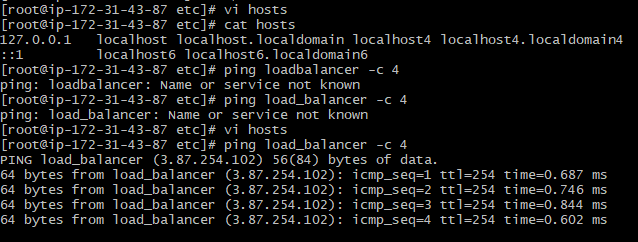 [root@ip-172-31-43-87 etc]# vi hosts
[root@ip-172-31-43-87 etc]# cat hosts
127.0.0.1   localhost localhost.localdomain localhost4 localhost4.localdomain4
::1         localhost6 localhost6.localdomain6
[root@ip-172-31-43-87 etc]# ping loadbalancer -c 4
ping: loadbalancer: Name or service not known
[root@ip-172-31-43-87 etc]# ping load_balancer -c 4
ping: load_balancer: Name or service not known
[root@ip-172-31-43-87 etc]# vi hosts
[root@ip-172-31-43-87 etc]# ping load_balancer -c 4
PING load_balancer (3.87.254.102) 56(84) bytes of data.
64 bytes from load_balancer (3.87.254.102): icmp_seq=1 ttl=254 time=0.687 ms
64 bytes from load_balancer (3.87.254.102): icmp_seq=2 ttl=254 time=0.746 ms
64 bytes from load_balancer (3.87.254.102): icmp_seq=3 ttl=254 time=0.844 ms
64 bytes from load_balancer (3.87.254.102): icmp_seq=4 ttl=254 time=0.602 ms